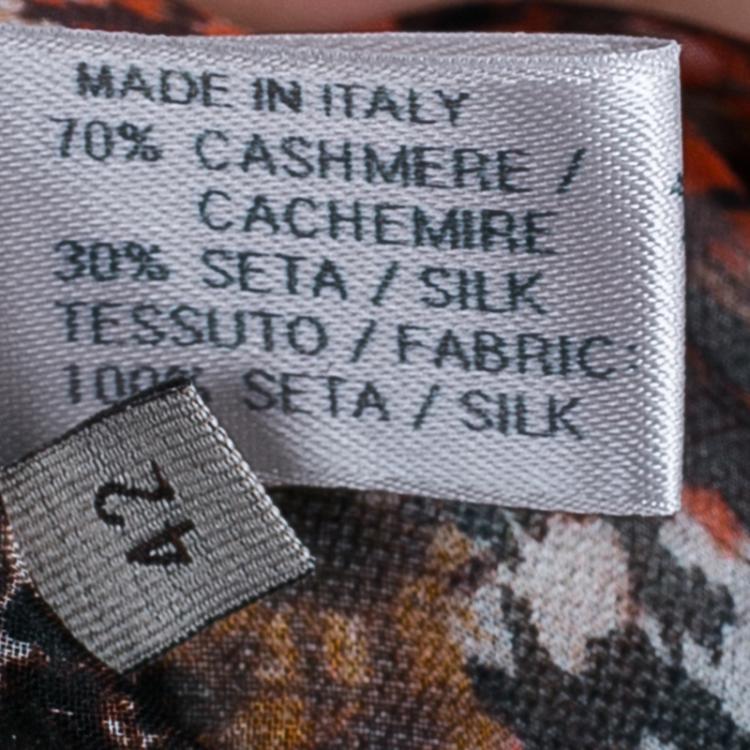 MADE IN ITALY
70% CASHMERE /
CACHEMIRE
30% SETA / SILK
TESSUTO / FABRIC:
100% SETA / SILK
42